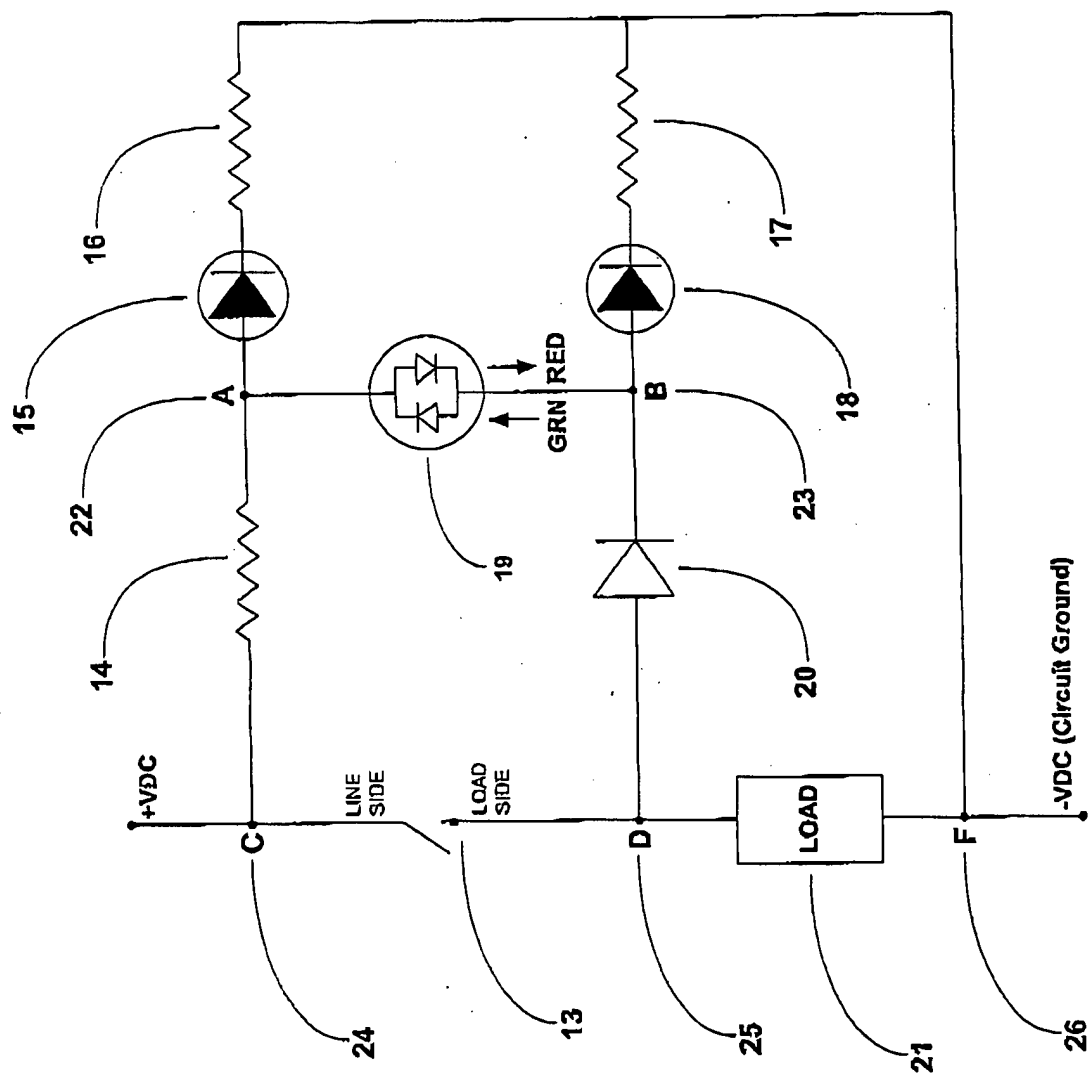 15
22
16
14
+VDC
A
C
LINE
SIDE
24
LOAD
SIDE
19
GRN RED
13
D
B
25
17
23
20
LOAD
18
21
F
-VDC (Circuit Ground)
26